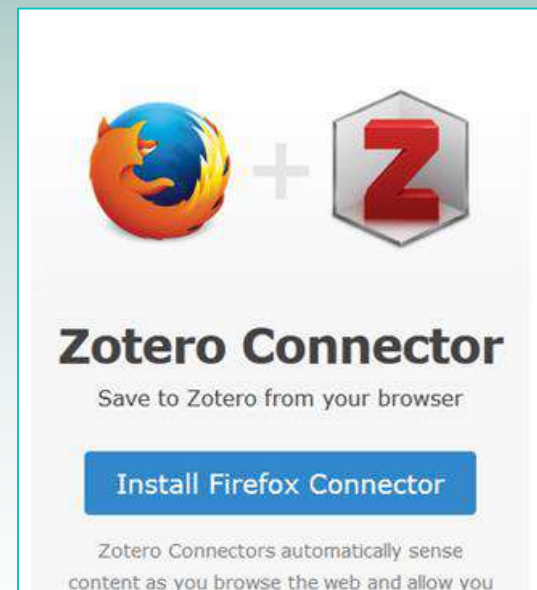 Z
Zotero Connector
Save to Zotero from your browser
Install Firefox Connector
Zotero Connectors automatically sense
content as you browse the web and allow you